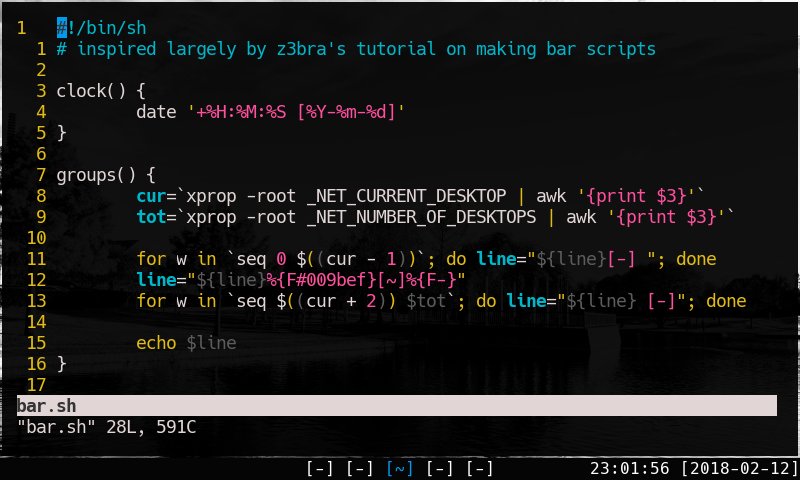 1   #!/bin/sh
  1 # inspired largely by z3bra's tutorial on making bar scripts
  2
  3 clock() {
  4         date '+%H:%M:%S [%Y-%m-%d]'
  5 }
  6
  7 groups() {
  8         cur=`xprop -root _NET_CURRENT_DESKTOP | awk '{print $3}'`
  9         tot=`xprop -root _NET_NUMBER_OF_DESKTOPS | awk '{print $3}'`
 10
 11         for w in `seq 0 $((cur - 1))`; do line="${line}[-] "; done
 12         line="${line}%{F#009bef}[~]%{F-}"
 13         for w in `seq $((cur + 2)) $tot`; do line="${line} [-]"; done
 14
 15         echo $line
 16 }
 17
bar.sh
"bar.sh" 28L, 591C
[-] [-] [~] [-] [-] 23:01:56 [2018-02-12]